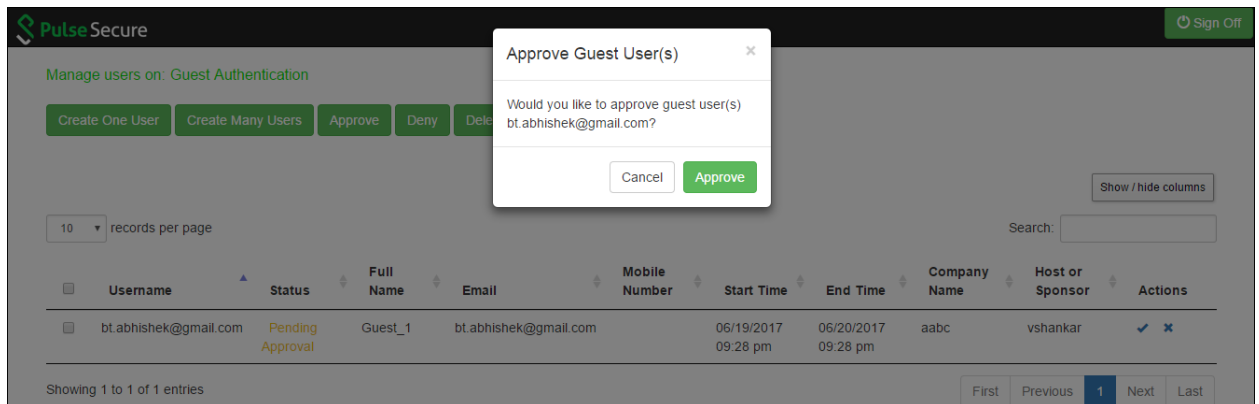 Pulse Secure
Sign Off
Approve Guest User(s)
×
Manage users on: Guest Authentication
Would you like to approve guest user(s)
bt.abhishek@gmail.com?
Create One User
Create Many Users
Approve
Deny
Dele
Cancel
Approve
Show / hide columns
10
records per page
Search:
Username
Status
Full
Name
Email
Mobile
Number
Start Time
End Time
Company
Name
Host or
Sponsor
Actions
bt.abhishek@gmail.com
Pending
Approval
Guest_1
bt.abhishek@gmail.com
06/19/2017
09:28 pm
06/20/2017
09:28 pm
aabc
vshankar
Showing 1 to 1 of 1 entries
First
Previous
1
Next
Last